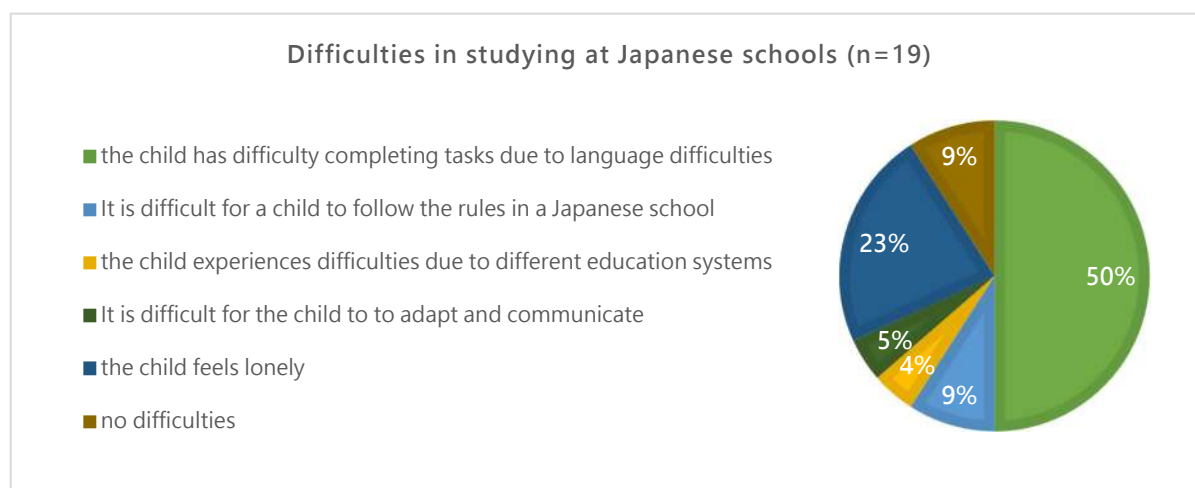 Difficulties in studying at Japanese schools (n=19)
the child has difficulty completing tasks due to language difficulties
It is difficult for a child to follow the rules in a Japanese school
the child experiences difficulties due to different education systems
It is difficult for the child to to adapt and communicate
the child feels lonely
no difficulties
9%
23%
50%
5%
4%
9%